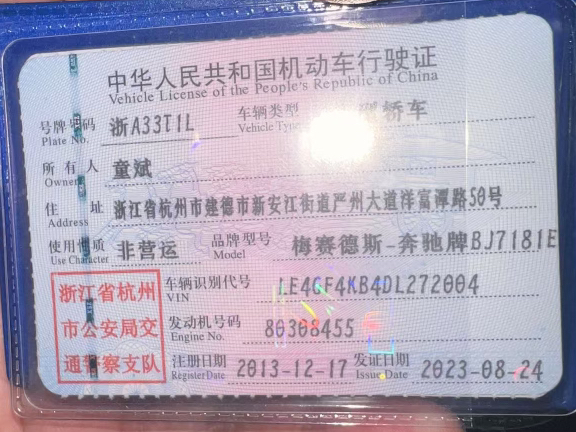 中华人民共和国机动车行驶证
Vehicle License of the People's Republic of China
号牌号码 浙A33T1L 车辆类型 桥车
Plate No. Vehicle Type
所有人 童斌
Owner
住址 浙江省杭州市建德市新安江街道严州大道洋富潭路50号
Address
使用性质 非营运 品牌型号 梅赛德斯-奔驰牌BJ7181E
Use Character Model
浙江省杭州
市公安局交
通警察支队
车辆识别代号 LE4GF4KB4DL272004
VIN
发动机号码 80308455
Engine No.
注册日期 2013-12-17 发证日期 2023-08-24
Register Date Issue Date